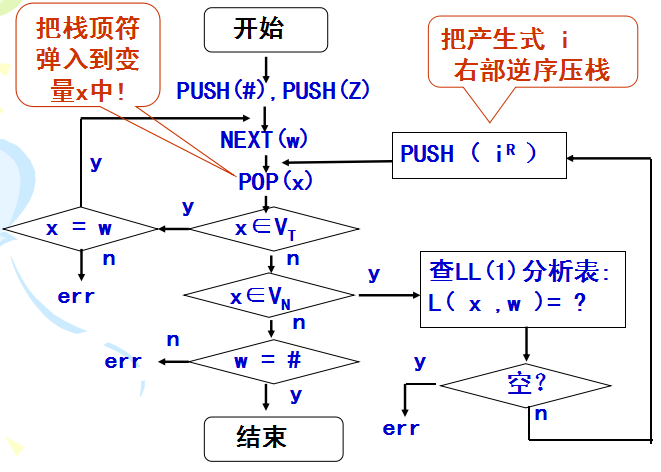 把栈顶符
弹入到变
量x中!
开始
把产生式 i
右部逆序压栈
PUSH(#),PUSH(Z)
NEXT(w)
PUSH ( iᴿ )
POP(x)
y
y
x = w
x∈V_T
n
n
err
y
x∈V_N
查LL(1)分析表:
L( x ,w )= ?
n
n
err
w = #
y
空?
y
n
err
结束